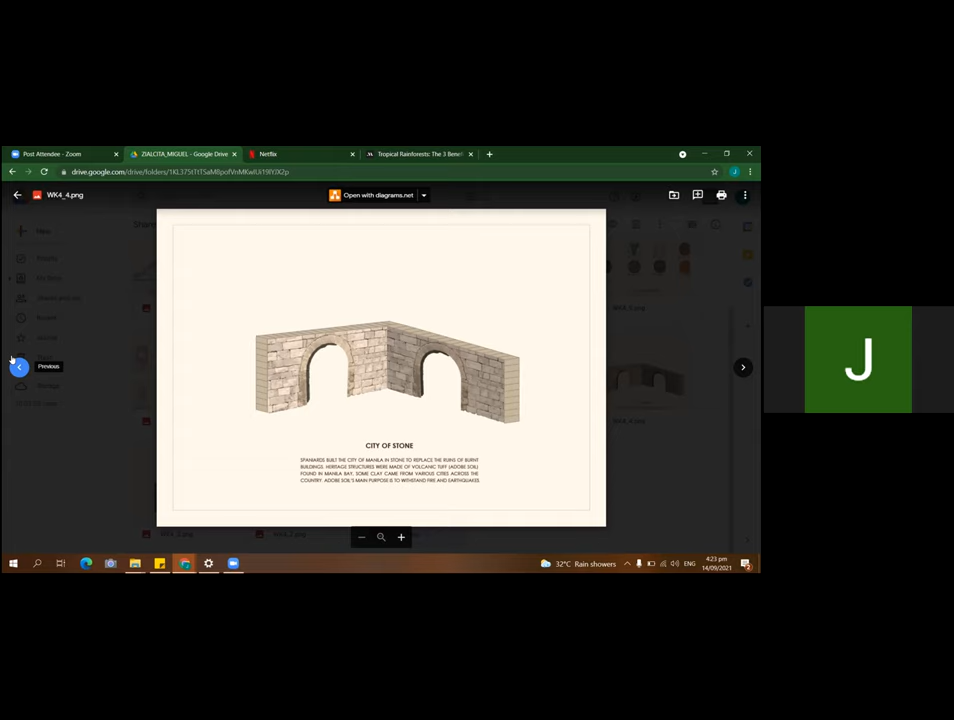 Post Attendee - Zoom
ZIALCITA_MIGUEL - Google Drive
Netflix
Tropical Rainforests: The 3 Benef
WK4_4.png
Open with diagrams.net
Previous
CITY OF STONE
SPANIARDS BUILT THE CITY OF MANILA IN STONE TO REPLACE THE RUINS OF BURNT
BUILDINGS. HERITAGE STRUCTURES WERE MADE OF VOLCANIC TUFF (ADOBE SOIL)
FOUND IN MANILA BAY, SOME CLAY CAME FROM VARIOUS CITIES ACROSS THE
COUNTRY. ADOBE SOIL'S MAIN PURPOSE IS TO WITHSTAND FIRE AND EARTHQUAKES
J
J
32°C Rain showers
ENG
4:23 pm
14/09/2021